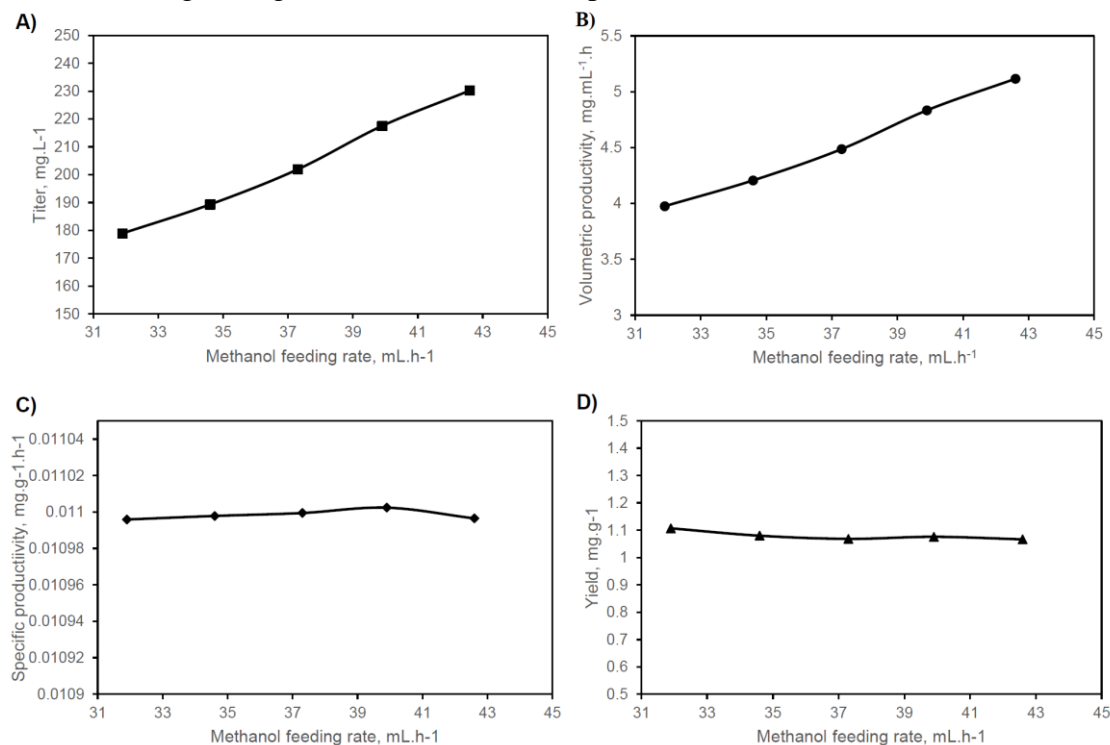 A)
250
240
230
220
210
200
190
180
170
160
150
31 33 35 37 39 41 43 45
Titer, mg.L-1
Methanol feeding rate, mL.h-1
B)
5.5
5
4.5
4
3.5
3
31 33 35 37 39 41 43 45
Volumetric productivity, mg.mL⁻¹.h
Methanol feeding rate, mL.h⁻¹
C)
0.01104
0.01102
0.011
0.01098
0.01096
0.01094
0.01092
0.0109
31 33 35 37 39 41 43 45
Specific productiivity, mg.g-1.h-1
Methanol feeding rate, mL.h-1
D)
1.5
1.4
1.3
1.2
1.1
1
0.9
0.8
0.7
0.6
0.5
31 33 35 37 39 41 43 45
Yield, mg.g-1
Methanol feeding rate, mL.h-1